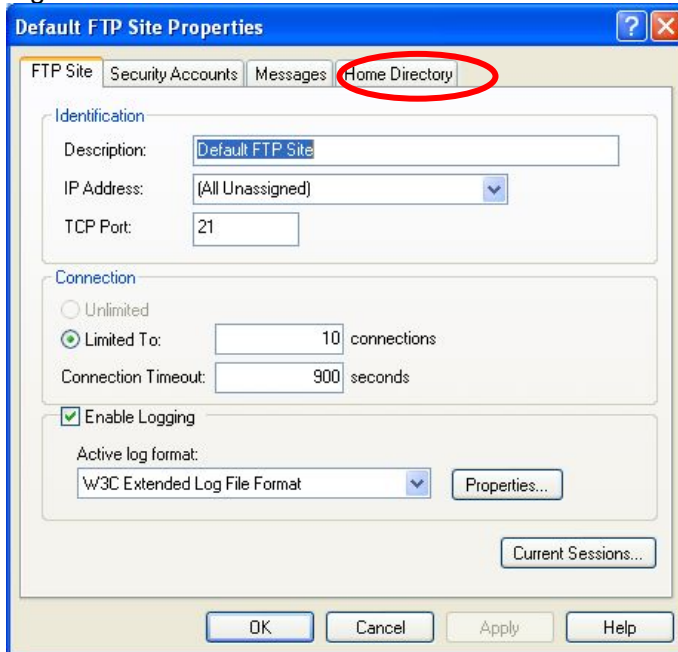 Default FTP Site Properties
FTP Site Security Accounts Messages Home Directory
Identification
Description: Default FTP Site
IP Address: (All Unassigned)
TCP Port: 21
Connection
Unlimited
Limited To: 10 connections
Connection Timeout: 900 seconds
Enable Logging
Active log format:
W3C Extended Log File Format Properties...
Current Sessions...
OK Cancel Apply Help